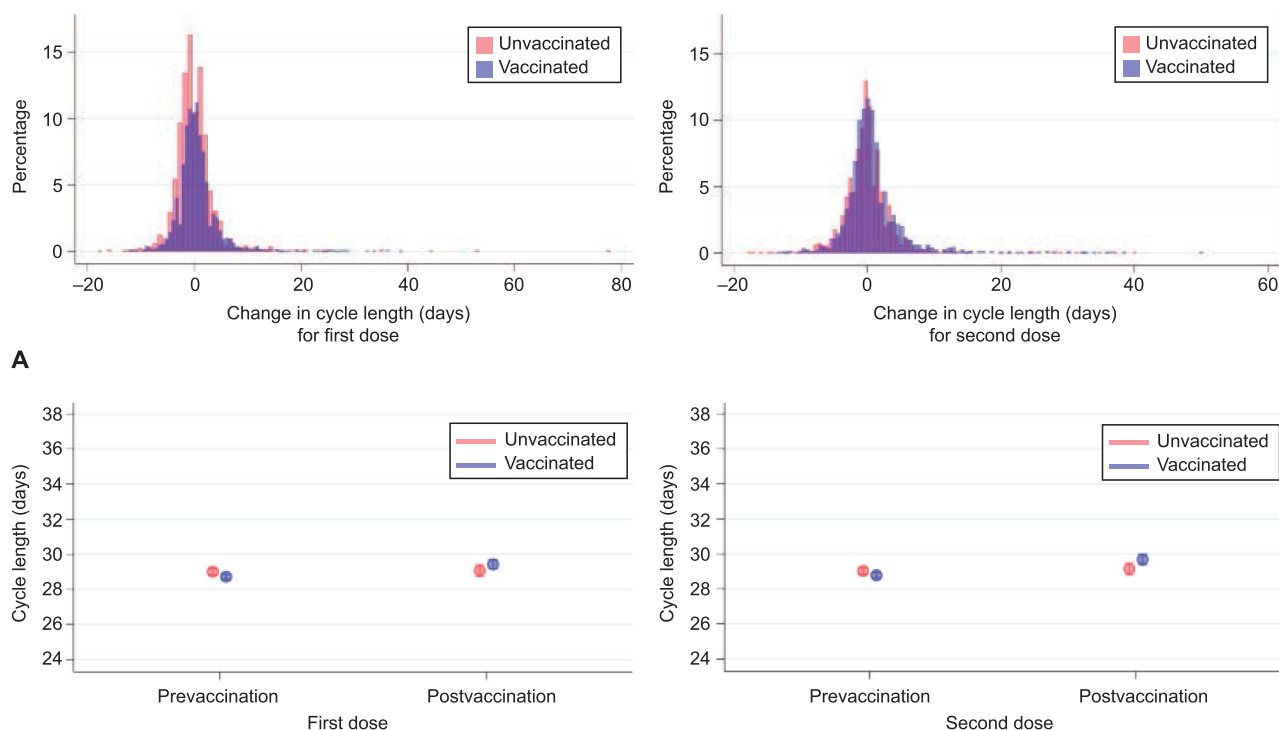 Unvaccinated
Vaccinated
15
10
5
0
Percentage
–20
0
20
40
60
80
Change in cycle length (days)
for first dose
Unvaccinated
Vaccinated
15
10
5
0
Percentage
–20
0
20
40
60
Change in cycle length (days)
for second dose
A
38
36
34
32
30
28
26
24
Cycle length (days)
Unvaccinated
Vaccinated
Prevaccination
Postvaccination
First dose
38
36
34
32
30
28
26
24
Cycle length (days)
Unvaccinated
Vaccinated
Prevaccination
Postvaccination
Second dose